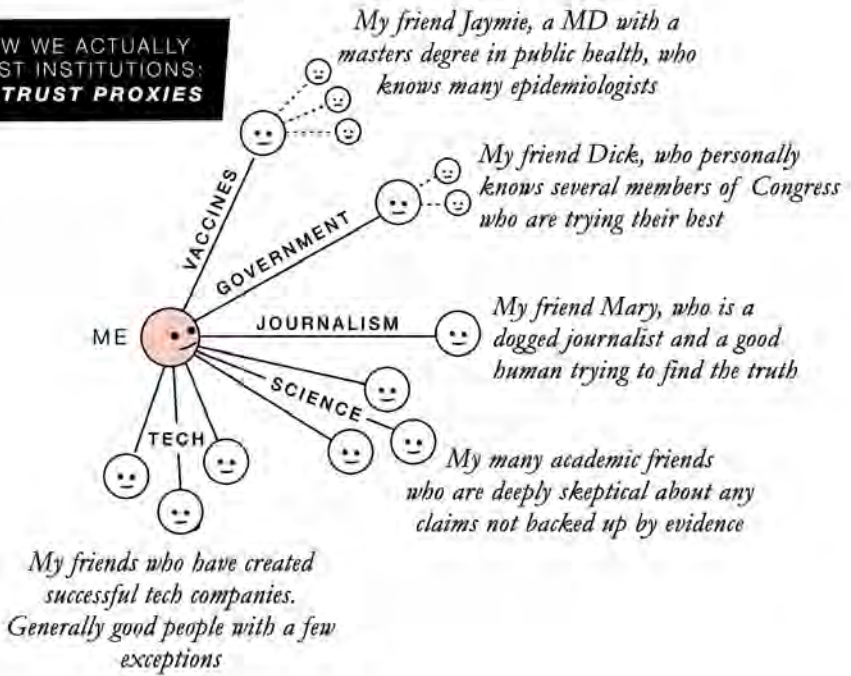 W WE ACTUALLY
ST INSTITUTIONS:
TRUST PROXIES
My friend Jaymie, a MD with a
masters degree in public health, who
knows many epidemiologists
VACCINES
My friend Dick, who personally
knows several members of Congress
who are trying their best
GOVERNMENT
ME
JOURNALISM
My friend Mary, who is a
dogged journalist and a good
human trying to find the truth
SCIENCE
My many academic friends
who are deeply skeptical about any
claims not backed up by evidence
TECH
My friends who have created
successful tech companies.
Generally good people with a few
exceptions